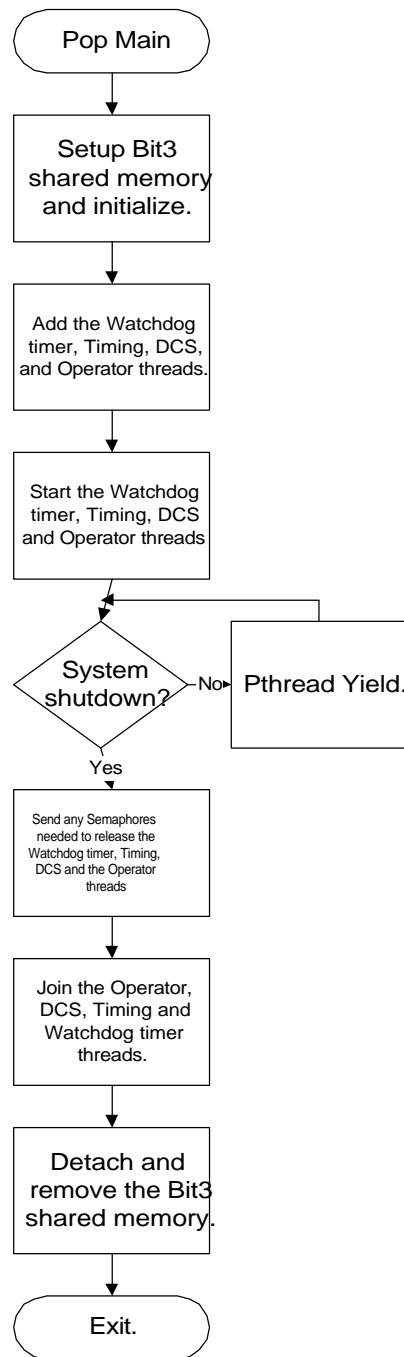 Pop Main
Setup Bit3
shared memory
and initialize.
Add the Watchdog
timer, Timing, DCS,
and Operator threads.
Start the Watchdog
timer, Timing, DCS
and Operator threads
System
shutdown?
No
Pthread Yield.
Yes
Send any Semaphores
needed to release the
Watchdog timer, Timing,
DCS and the Operator
threads
Join the Operator,
DCS, Timing and
Watchdog timer
threads.
Detach and
remove the Bit3
shared memory.
Exit.